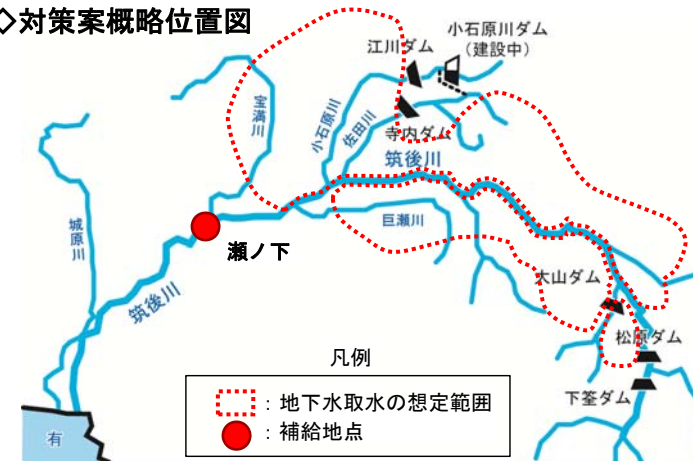 ◇対策案概略位置図
小石原川ダム
(建設中)
江川ダム
宝満川
小石原川
佐田川
寺内ダム
筑後川
城原川
巨瀬川
瀬ノ下
大山ダム
筑後川
松原ダム
凡例
下筌ダム
：地下水取水の想定範囲
：補給地点
有